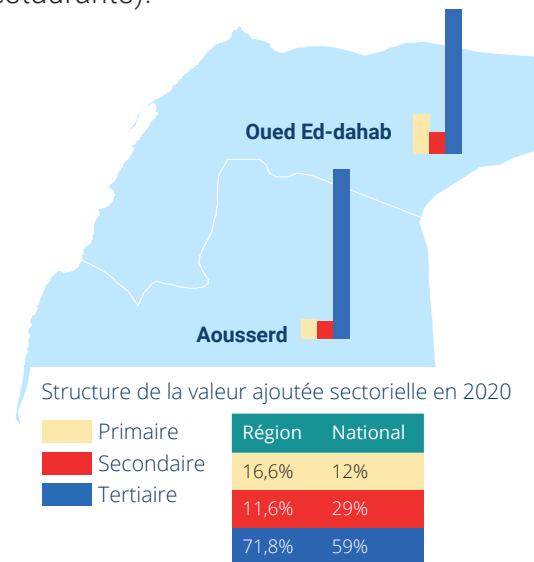 Oued Ed-dahab
Aousserd
Structure de la valeur ajoutée sectorielle en 2020
Primaire
Secondaire
Tertiaire
Région National
16,6% 12%
11,6% 29%
71,8% 59%